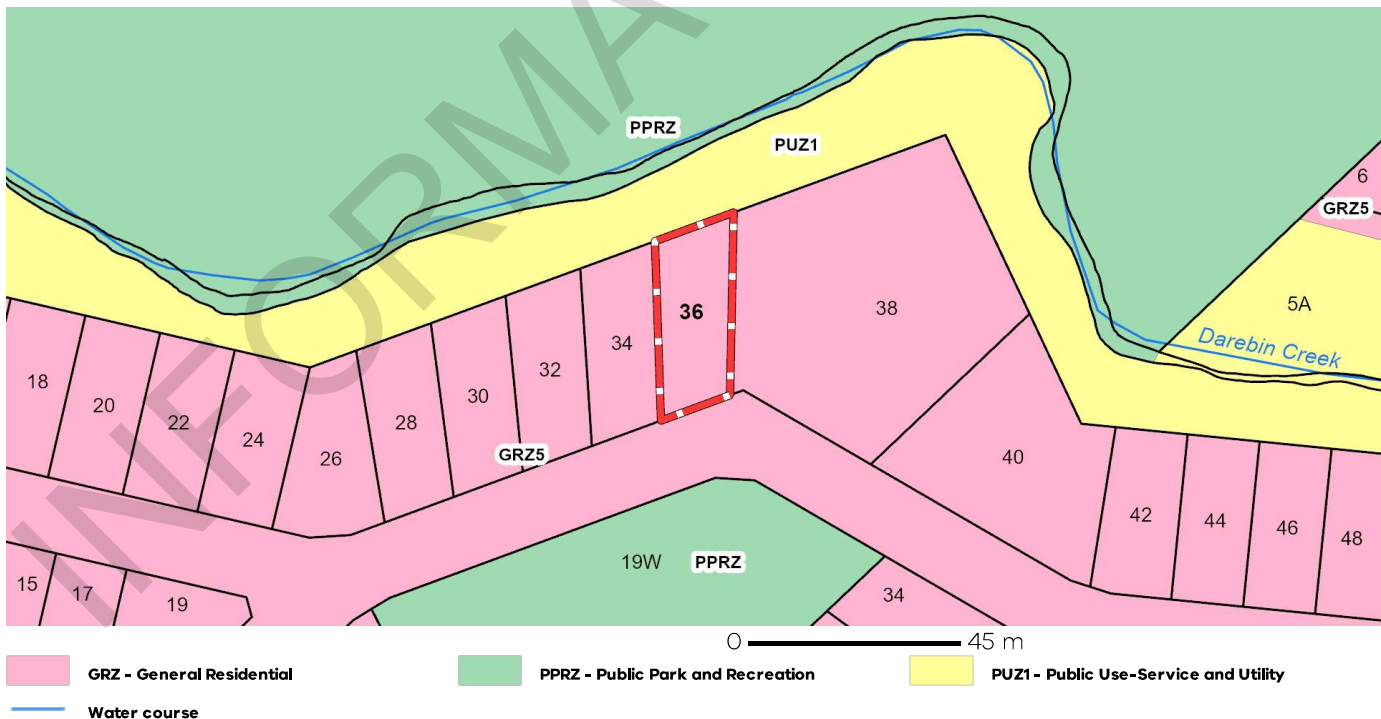 PPRZ
PUZ1
6
GRZ5
5A
Darebin Creek
36
38
34
32
30
28
26
24
22
20
18
GRZ5
40
42
44
46
48
19W PPRZ
34
15
17
19
INFORMA
0 45 m
GRZ - General Residential
PPRZ - Public Park and Recreation
PUZ1 - Public Use-Service and Utility
Water course